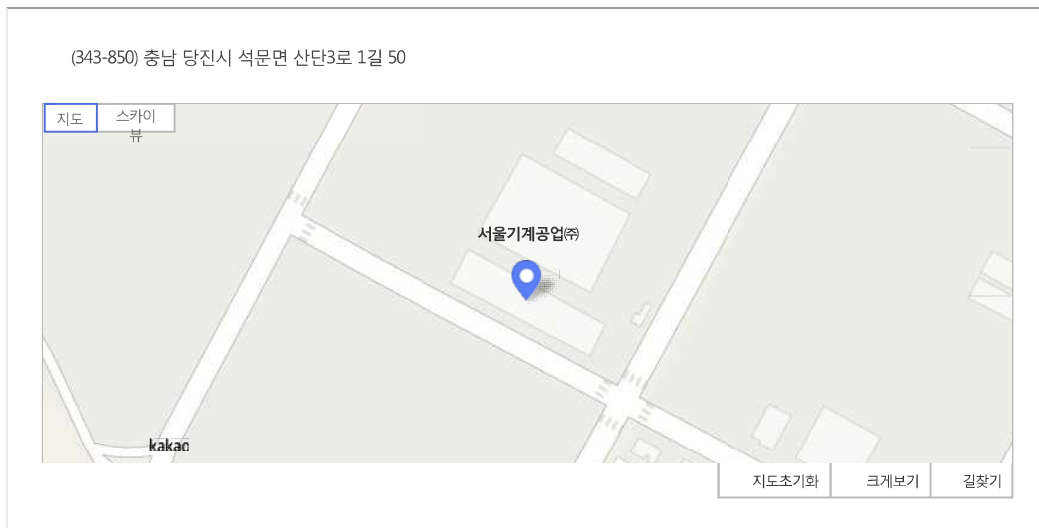 (343-850) 충남 당진시 석문면 산단3로 1길 50
지도
스카이
뷰
서울기계공업㈜
kakao
지도초기화
크게보기
길찾기